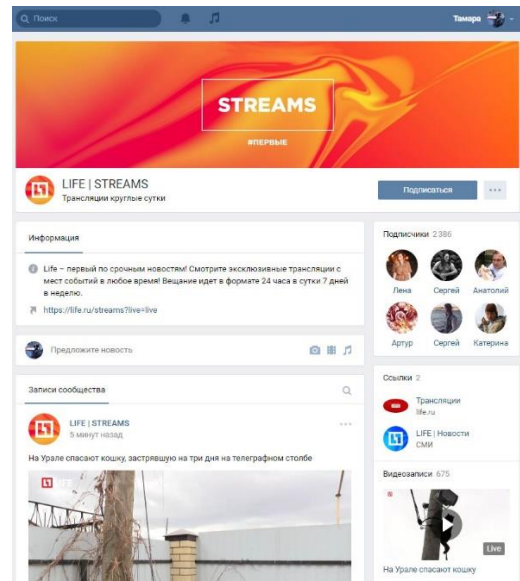 Поиск
Тамара
STREAMS
#ПЕРВЫЕ
LIFE | STREAMS
Трансляции круглые сутки
Подписаться
Информация
Life – первый по срочным новостям! Смотрите эксклюзивные трансляции с
мест событий в любое время! Вещание идет в формате 24 часа в сутки 7 дней
в неделю.
https://life.ru/streams?live=live
Предложите новость
Записи сообщества
LIFE | STREAMS
5 минут назад
На Урале спасают кошку, застрявшую на три дня на телеграфном столбе
LIFE
Подписчики 2 386
Лена Сергей Анатолий
Артур Сергей Катерина
Ссылки 2
Трансляции
life.ru
LIFE | Новости
СМИ
Видеозаписи 675
Live
На Урале спасают кошку